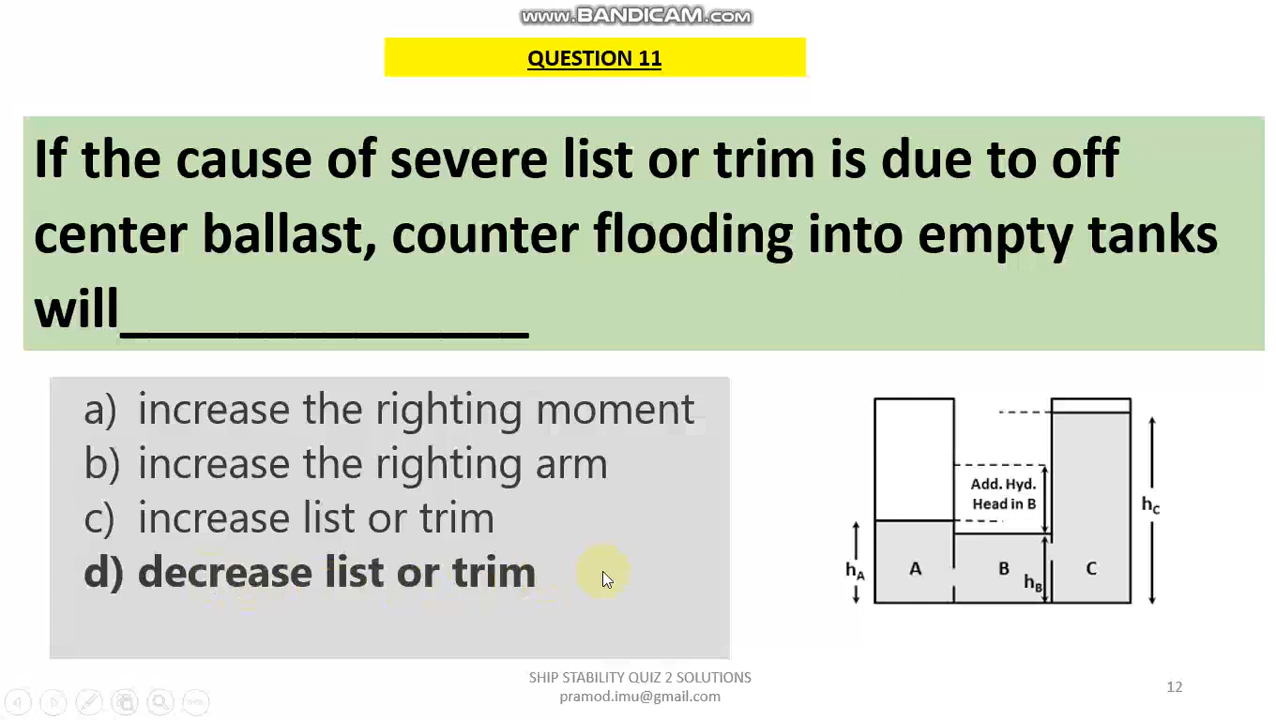 www.BANDICAM.com
QUESTION 11
If the cause of severe list or trim is due to off
center ballast, counter flooding into empty tanks
will_______________
a) increase the righting moment
b) increase the righting arm
c) increase list or trim
d) decrease list or trim
Add. Hyd.
Head in B
hC
hA
A
B
hB
C
SHIP STABILITY QUIZ 2 SOLUTIONS
pramod.imu@gmail.com
12